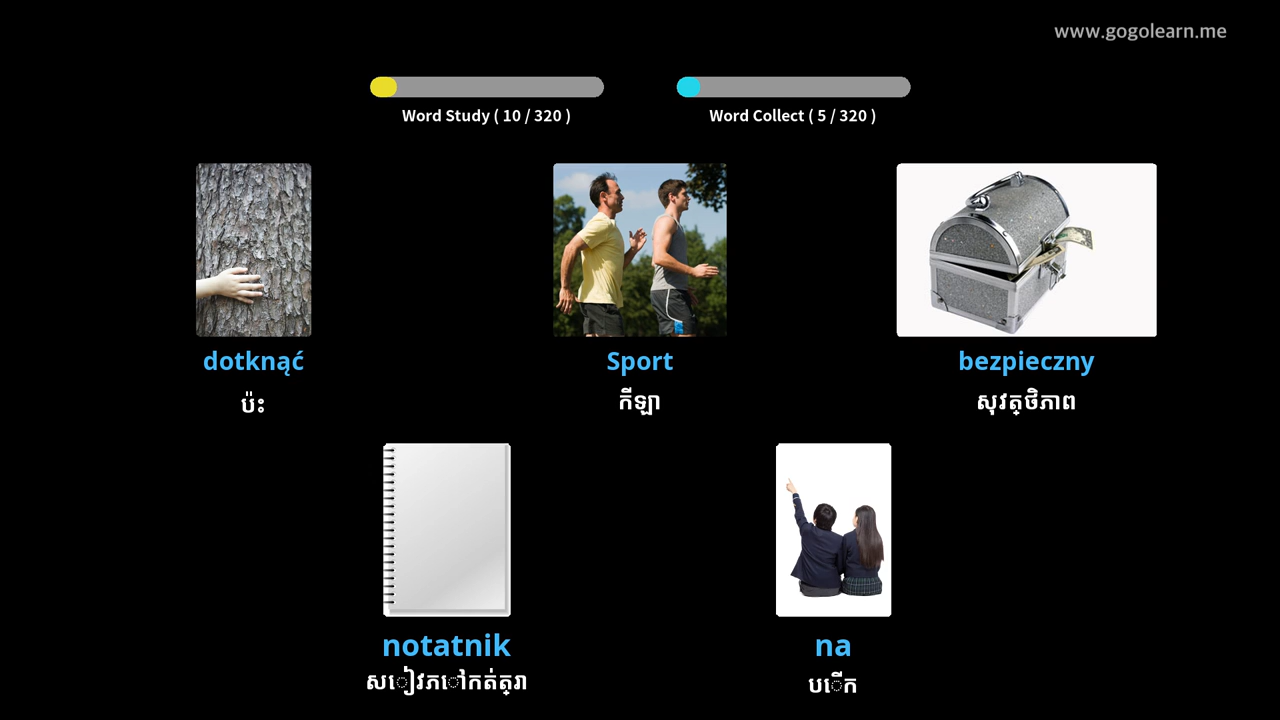 www.gogolearn.me
Word Study ( 10 / 320 )
Word Collect ( 5 / 320 )
dotknąć
Sport
bezpieczny
ប៉ះ
កីឡា
សុវត្ថិភាព
notatnik
na
សៀវភៅកត់ត្រា
បើក